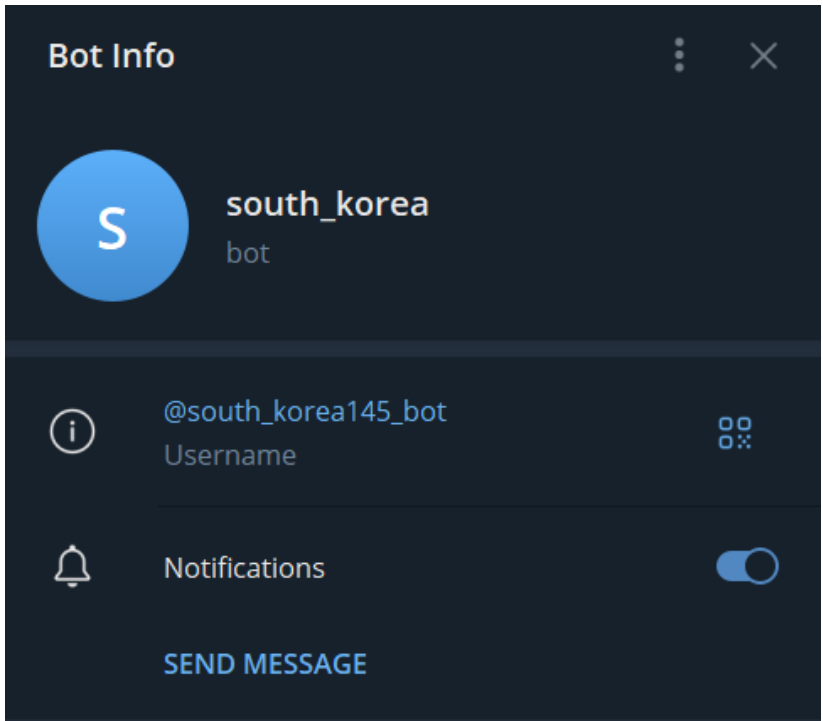 Bot Info
S
south_korea
bot
@south_korea145_bot
Username
Notifications
SEND MESSAGE